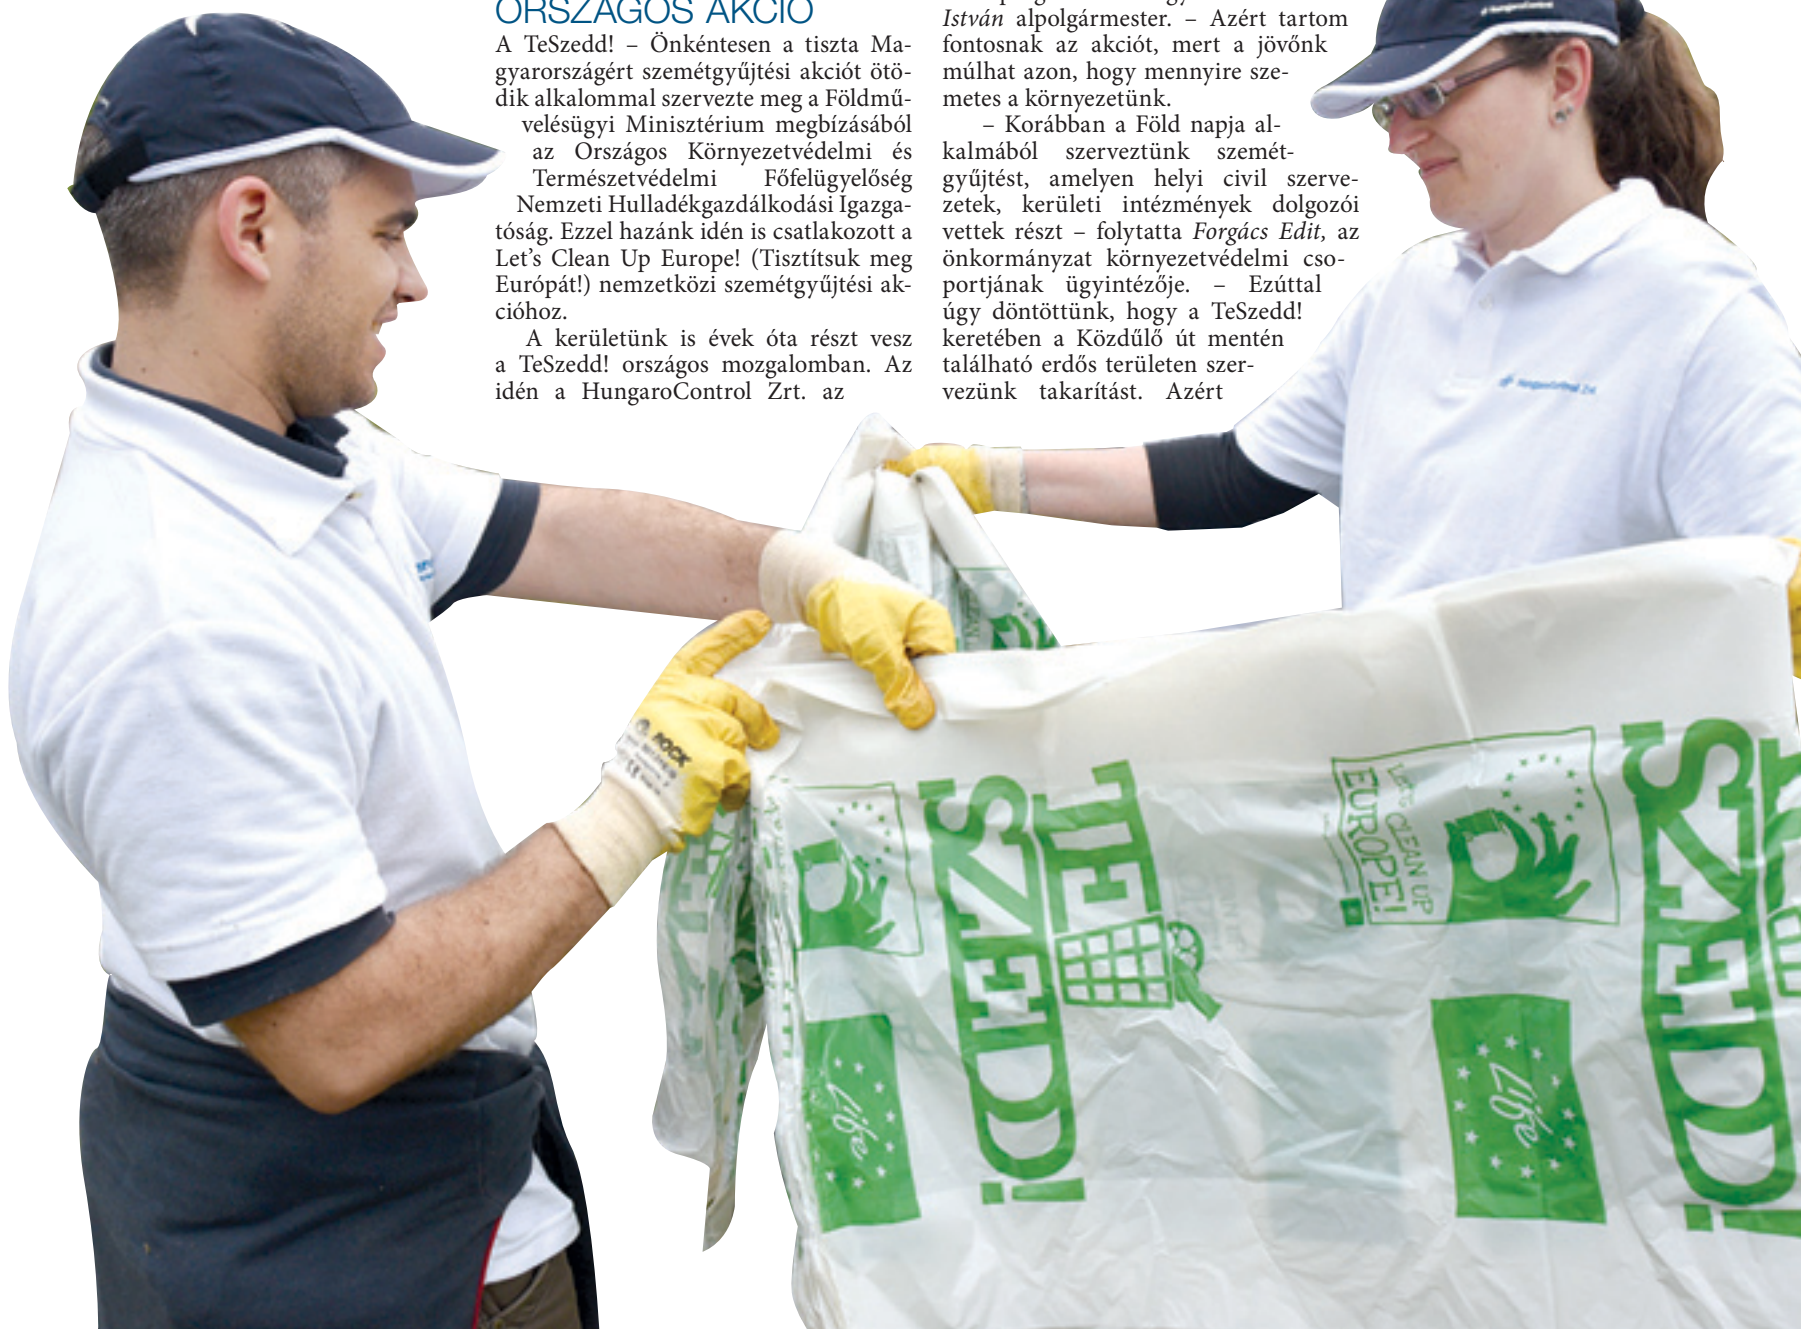 ORSZÁGOS AKCIÓ
A TeSzedd! – Önkéntesen a tiszta Ma-
gyarországért szemétgyűjtési akciót ötö-
dik alkalommal szervezte meg a Földmű-
velésügyi Minisztérium megbízásából
az Országos Környezetvédelmi és
Természetvédelmi Főfelügyelőség
Nemzeti Hulladékgazdálkodási Igazga-
tóság. Ezzel hazánk idén is csatlakozott a
Let’s Clean Up Europe! (Tisztítsuk meg
Európát!) nemzetközi szemétgyűjtési ak-
cióhoz.
A kerületünk is évek óta részt vesz
a TeSzedd! országos mozgalomban. Az
idén a HungaroControl Zrt. az
István alpolgármester. – Azért tartom
fontosnak az akciót, mert a jövőnk
múlhat azon, hogy mennyire sze-
metes a környezetünk.
– Korábban a Föld napja al-
kalmából szerveztünk szemét-
gyűjtést, amelyen helyi civil szerve-
zetek, kerületi intézmények dolgozói
vettek részt – folytatta Forgács Edit, az
önkormányzat környezetvédelmi cso-
portjának ügyintézője. – Ezúttal
úgy döntöttünk, hogy a TeSzedd!
keretében a Közdűlő út mentén
található erdős területen szer-
vezünk takarítást. Azért
HungaroControl
HungaroControl Zrt.
ROCK
TE
SZEDD!
Life
LET'S CLEAN UP
EUROPE!
Life
SZEDD!